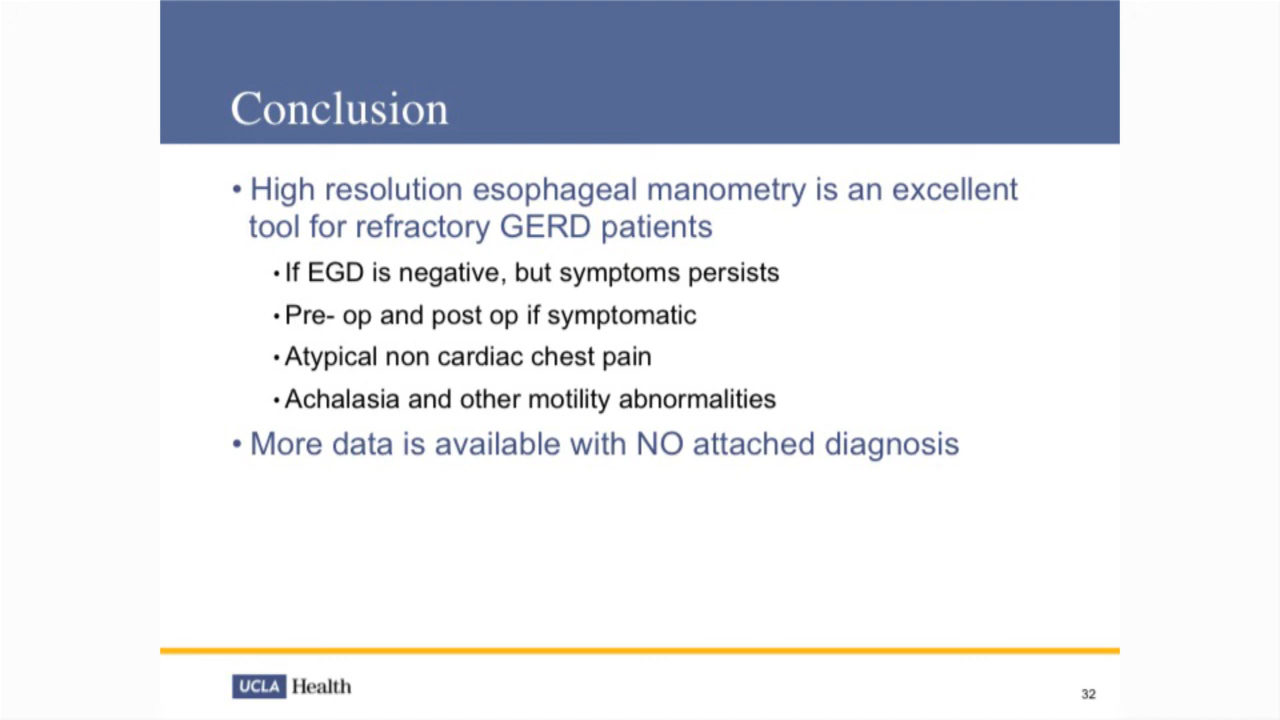 Conclusion
• High resolution esophageal manometry is an excellent
tool for refractory GERD patients
• If EGD is negative, but symptoms persists
• Pre- op and post op if symptomatic
• Atypical non cardiac chest pain
• Achalasia and other motility abnormalities
• More data is available with NO attached diagnosis
UCLA Health
32